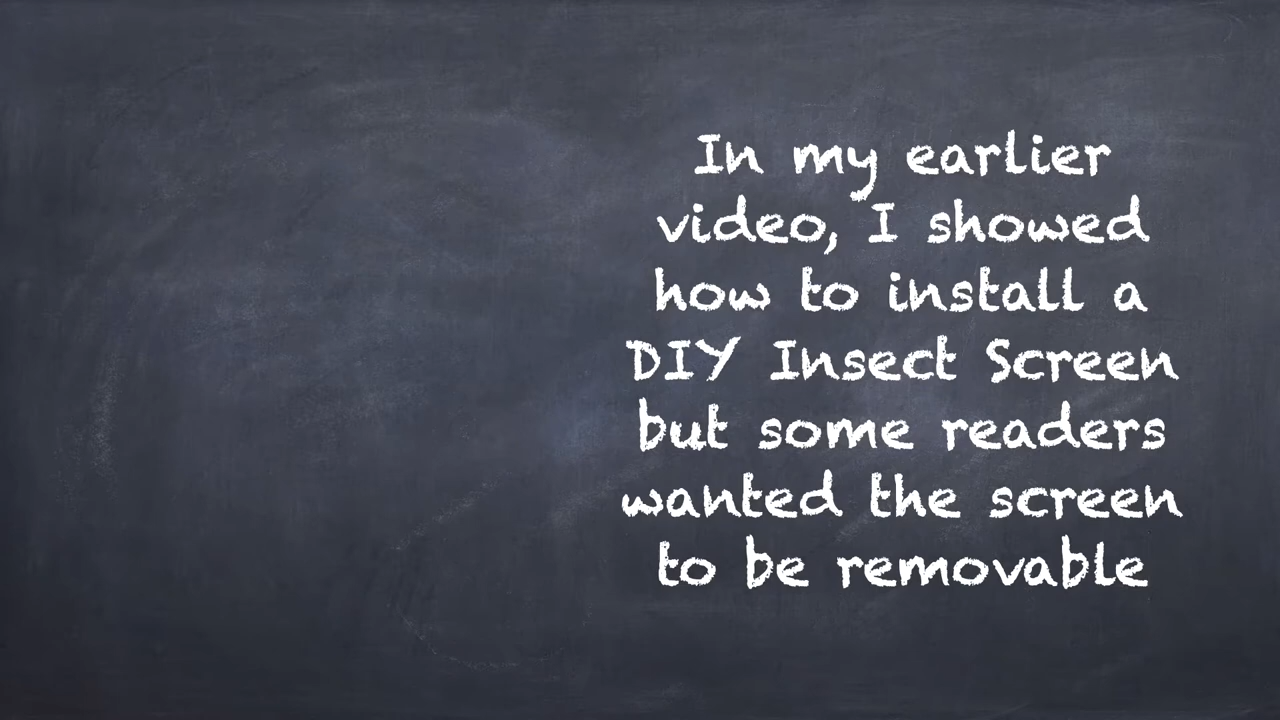 In my earlier
video, I showed
how to install a
DIY Insect Screen
but some readers
wanted the screen
to be removable